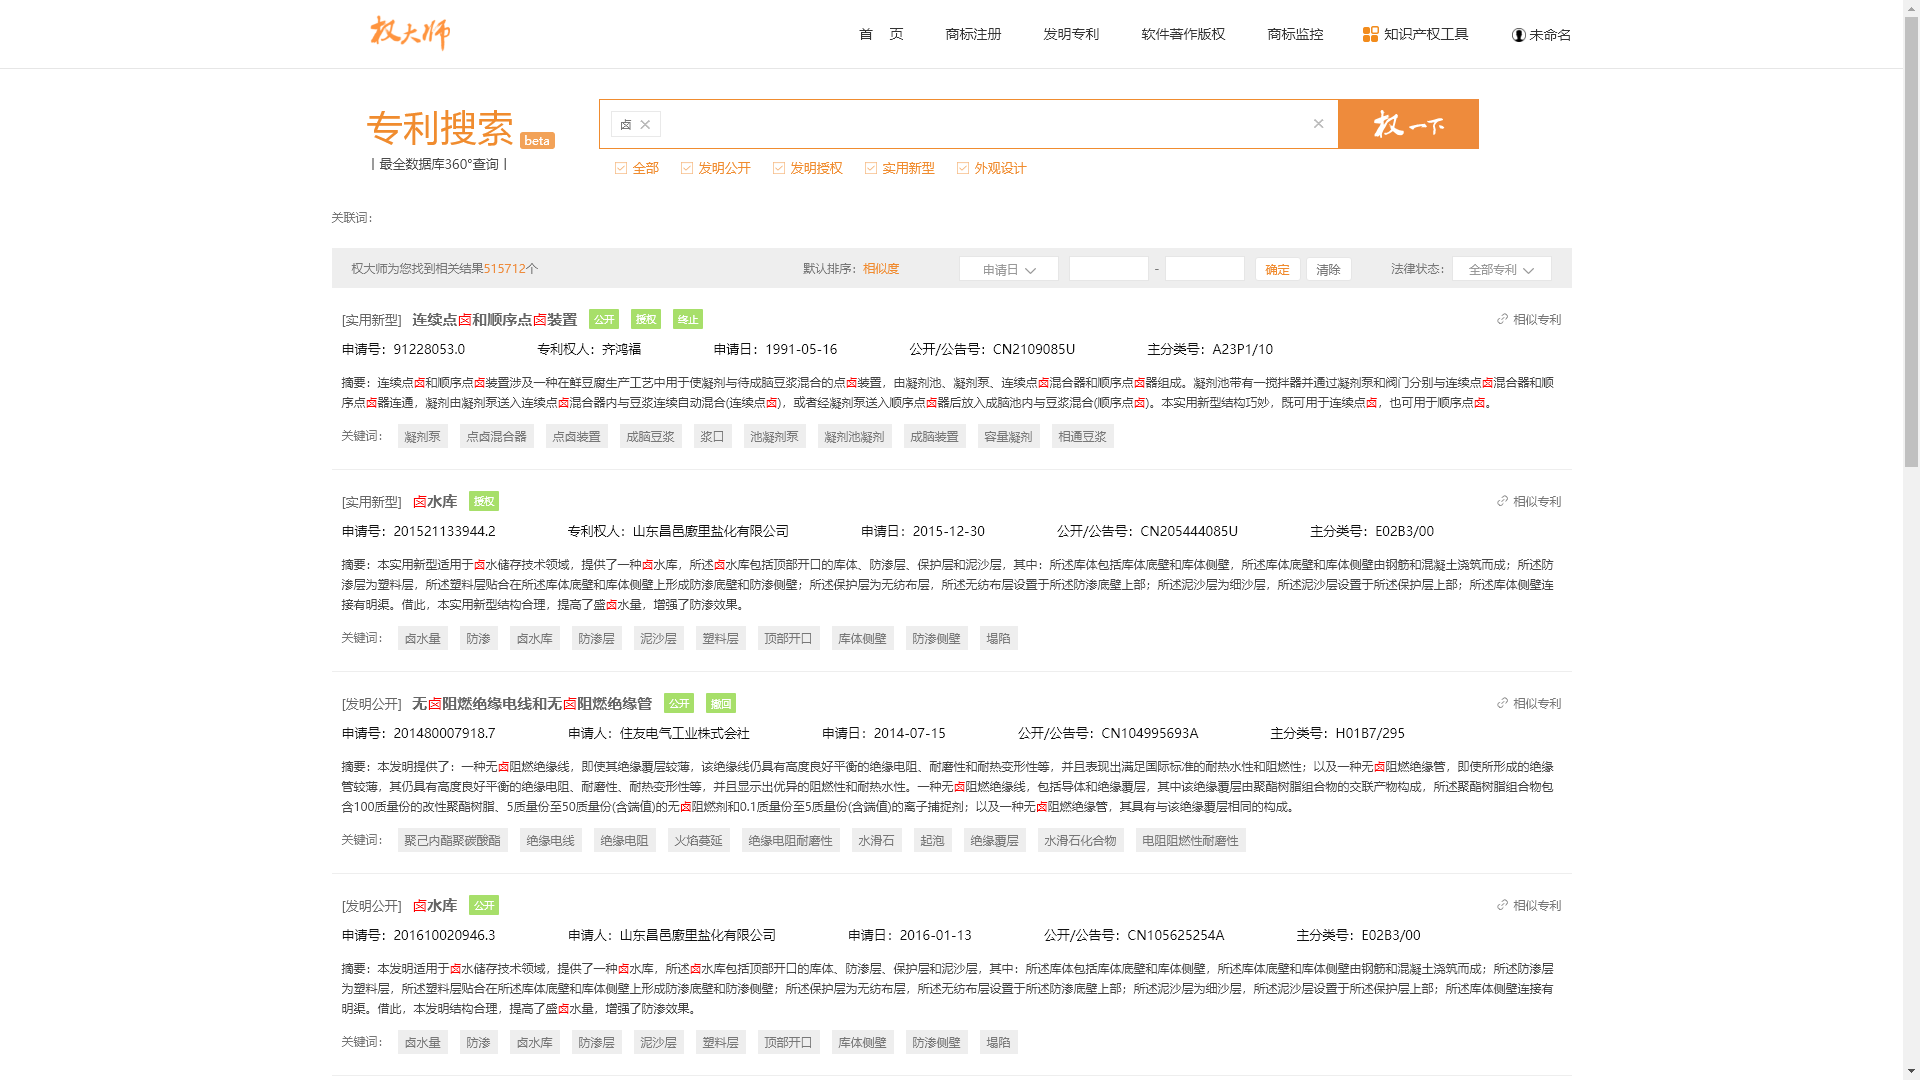 权大师
首 页
商标注册
发明专利
软件著作版权
商标监控
知识产权工具
未命名
专利搜索 beta
| 最全数据库360°查询 |
卤
权一下
全部 发明公开 发明授权 实用新型 外观设计
关联词：
权大师为您找到相关结果515712个 默认排序：相似度 申请日 - 确定 清除 法律状态： 全部专利
[实用新型] 连续点卤和顺序点卤装置 公开 授权 终止 相似专利
申请号：91228053.0 专利权人：齐鸿福 申请日：1991-05-16 公开/公告号：CN2109085U 主分类号：A23P1/10
摘要：连续点卤和顺序点卤装置涉及一种在鲜豆腐生产工艺中用于使凝剂与待成脑豆浆混合的点卤装置，由凝剂池、凝剂泵、连续点卤混合器和顺序点卤器组成。凝剂池带有一搅拌器并通过凝剂泵和阀门分别与连续点卤混合器和顺
序点卤器连通，凝剂由凝剂泵送入连续点卤混合器内与豆浆连续自动混合(连续点卤)，或者经凝剂泵送入顺序点卤器后放入成脑池内与豆浆混合(顺序点卤)。本实用新型结构巧妙，既可用于连续点卤，也可用于顺序点卤。
关键词： 凝剂泵 点卤混合器 点卤装置 成脑豆浆 浆口 池凝剂泵 凝剂池凝剂 成脑装置 容量凝剂 相通豆浆
[实用新型] 卤水库 授权 相似专利
申请号：201521133944.2 专利权人：山东昌邑廒里盐化有限公司 申请日：2015-12-30 公开/公告号：CN205444085U 主分类号：E02B3/00
摘要：本实用新型适用于卤水储存技术领域，提供了一种卤水库，所述卤水库包括顶部开口的库体、防渗层、保护层和泥沙层，其中：所述库体包括库体底壁和库体侧壁，所述库体底壁和库体侧壁由钢筋和混凝土浇筑而成；所述防
渗层为塑料层，所述塑料层贴合在所述库体底壁和库体侧壁上形成防渗底壁和防渗侧壁；所述保护层为无纺布层，所述无纺布层设置于所述防渗底壁上部；所述泥沙层为细沙层，所述泥沙层设置于所述保护层上部；所述库体侧壁连
接有明渠。借此，本实用新型结构合理，提高了盛卤水量，增强了防渗效果。
关键词： 卤水量 防渗 卤水库 防渗层 泥沙层 塑料层 顶部开口 库体侧壁 防渗侧壁 塌陷
[发明公开] 无卤阻燃绝缘电线和无卤阻燃绝缘管 公开 撤回 相似专利
申请号：201480007918.7 申请人：住友电气工业株式会社 申请日：2014-07-15 公开/公告号：CN104995693A 主分类号：H01B7/295
摘要：本发明提供了：一种无卤阻燃绝缘线，即使其绝缘覆层较薄，该绝缘线仍具有高度良好平衡的绝缘电阻、耐磨性和耐热变形性等，并且表现出满足国际标准的耐热水性和阻燃性；以及一种无卤阻燃绝缘管，即使所形成的绝缘
管较薄，其仍具有高度良好平衡的绝缘电阻、耐磨性、耐热变形性等，并且显示出优异的阻燃性和耐热水性。一种无卤阻燃绝缘线，包括导体和绝缘覆层，其中该绝缘覆层由聚酯树脂组合物的交联产物构成，所述聚酯树脂组合物包
含100质量份的改性聚酯树脂、5质量份至50质量份(含端值)的无卤阻燃剂和0.1质量份至5质量份(含端值)的离子捕捉剂；以及一种无卤阻燃绝缘管，其具有与该绝缘覆层相同的构成。
关键词： 聚己内酯聚碳酸酯 绝缘电线 绝缘电阻 火焰蔓延 绝缘电阻耐磨性 水滑石 起泡 绝缘覆层 水滑石化合物 电阻阻燃性耐磨性
[发明公开] 卤水库 公开 相似专利
申请号：201610020946.3 申请人：山东昌邑廒里盐化有限公司 申请日：2016-01-13 公开/公告号：CN105625254A 主分类号：E02B3/00
摘要：本发明适用于卤水储存技术领域，提供了一种卤水库，所述卤水库包括顶部开口的库体、防渗层、保护层和泥沙层，其中：所述库体包括库体底壁和库体侧壁，所述库体底壁和库体侧壁由钢筋和混凝土浇筑而成；所述防渗层
为塑料层，所述塑料层贴合在所述库体底壁和库体侧壁上形成防渗底壁和防渗侧壁；所述保护层为无纺布层，所述无纺布层设置于所述防渗底壁上部；所述泥沙层为细沙层，所述泥沙层设置于所述保护层上部；所述库体侧壁连接有
明渠。借此，本发明结构合理，提高了盛卤水量，增强了防渗效果。
关键词： 卤水量 防渗 卤水库 防渗层 泥沙层 塑料层 顶部开口 库体侧壁 防渗侧壁 塌陷